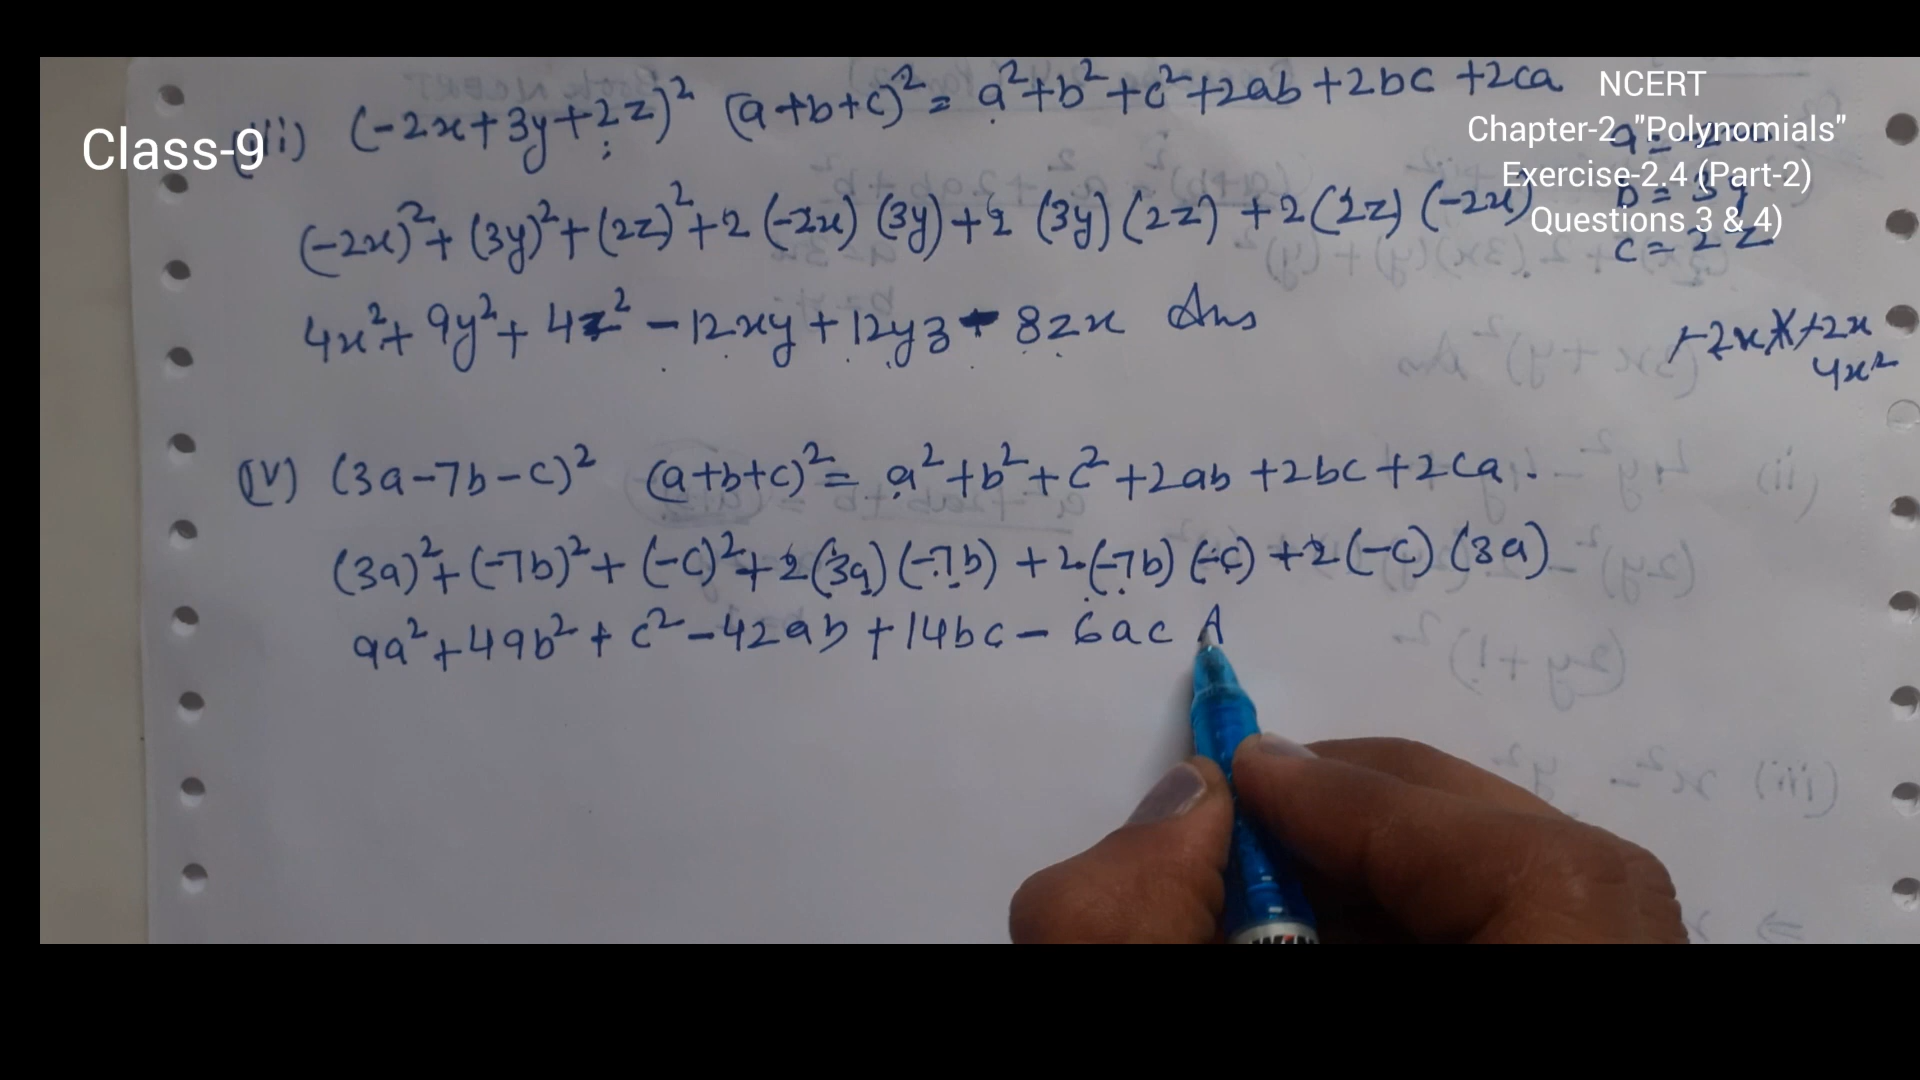 Class-9
NCERT
Chapter-2, "Polynomials"
Exercise-2.4 (Part-2)
Questions 3 & 4)
(iii) (-2x+3y+2z)² (a+b+c)² = a²+b²+c²+2ab+2bc+2ca
b = 3y
c = 2z
(-2x)²+(3y)²+(2z)²+2(-2x)(3y)+2(3y)(2z)+2(2z)(-2x)
4x²+9y²+4z²-12xy+12yz-8zx Ans
-2x X -2x
4x²
(IV) (3a-7b-c)² (a+b+c)² = a²+b²+c²+2ab+2bc+2ca.
(3a)²+(-7b)²+(-c)²+2(3a)(-7b)+2(-7b)(-c)+2(-c)(3a)
9a²+49b²+c²-42ab+14bc-6ac A